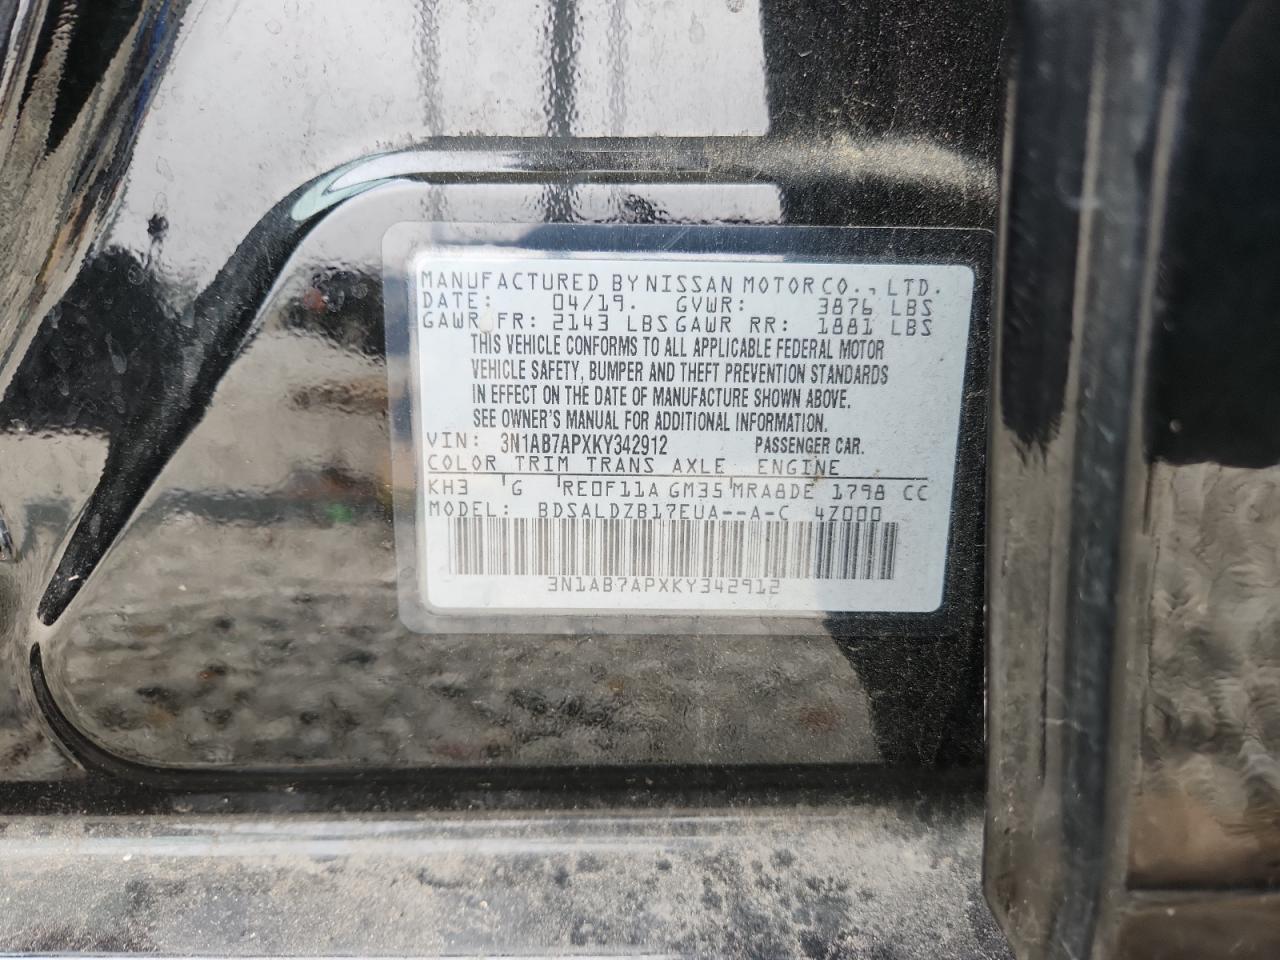 MANUFACTURED BY NISSAN MOTOR CO., LTD.
DATE: 04/19. GVWR: 3876 LBS
GAWR FR: 2143 LBS GAWR RR: 1881 LBS
THIS VEHICLE CONFORMS TO ALL APPLICABLE FEDERAL MOTOR
VEHICLE SAFETY, BUMPER AND THEFT PREVENTION STANDARDS
IN EFFECT ON THE DATE OF MANUFACTURE SHOWN ABOVE.
SEE OWNER'S MANUAL FOR ADDITIONAL INFORMATION.
VIN: 3N1AB7APXKY342912 PASSENGER CAR.
COLOR TRIM TRANS AXLE ENGINE
KH3 G RE0F11A GM35 MRA8DE 1798 CC
MODEL: BDSALDZB17EUA--A-C 4Z000
3N1AB7APXKY342912